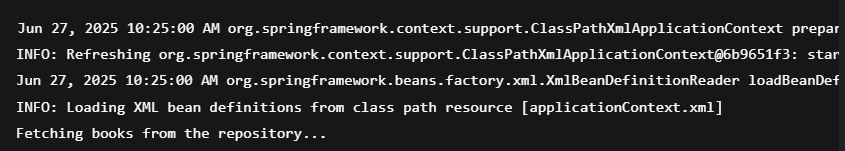 Jun 27, 2025 10:25:00 AM org.springframework.context.support.ClassPathXmlApplicationContext prepar
INFO: Refreshing org.springframework.context.support.ClassPathXmlApplicationContext@6b9651f3: star
Jun 27, 2025 10:25:00 AM org.springframework.beans.factory.xml.XmlBeanDefinitionReader loadBeanDef
INFO: Loading XML bean definitions from class path resource [applicationContext.xml]
Fetching books from the repository...